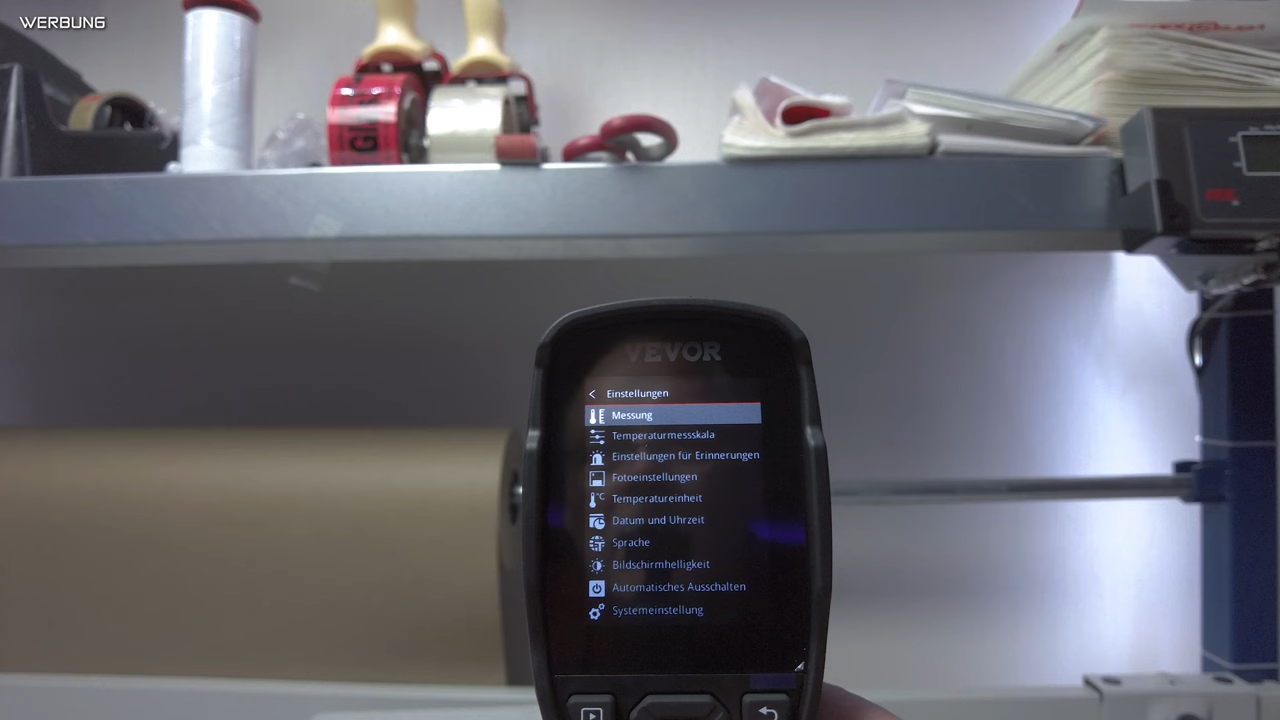 WERBUNG
VEVOR
Einstellungen
Messung
Temperaturmessskala
Einstellungen für Erinnerungen
Fotoeinstellungen
Temperatureinheit
Datum und Uhrzeit
Sprache
Bildschirmhelligkeit
Automatisches Ausschalten
Systemeinstellung